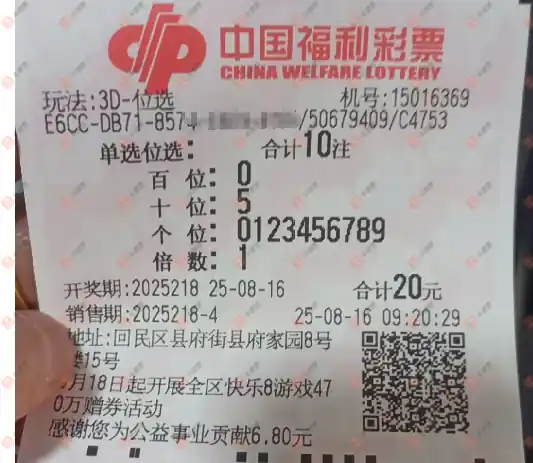 中国福利彩票
CHINA WELFARE LOTTERY
玩法:3D-位选 机号:15016369
E6CC-DB71-857 /50679409/C4753
单选位选: 合计10注
百 位: 0
十 位: 5
个 位: 0123456789
倍 数: 1
开奖期:2025218 25-08-16 合计20元
销售期:2025218-4 25-08-16 09:20:29
地址:回民区县府街县府家园8号
楼15号
月18日起开展全区快乐8游戏47
0万赠券活动
感谢您为公益事业贡献6.80元